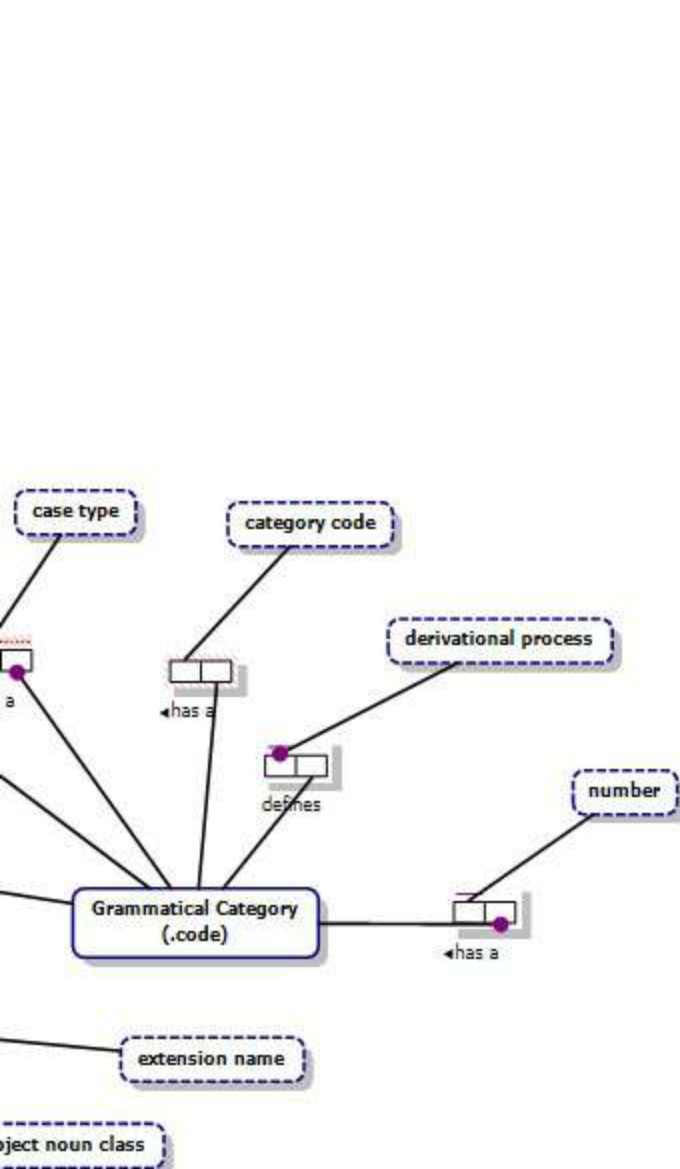 case type
category code
derivational process
a
◂has a
defines
number
Grammatical Category
(.code)
◂has a
extension name
oject noun class